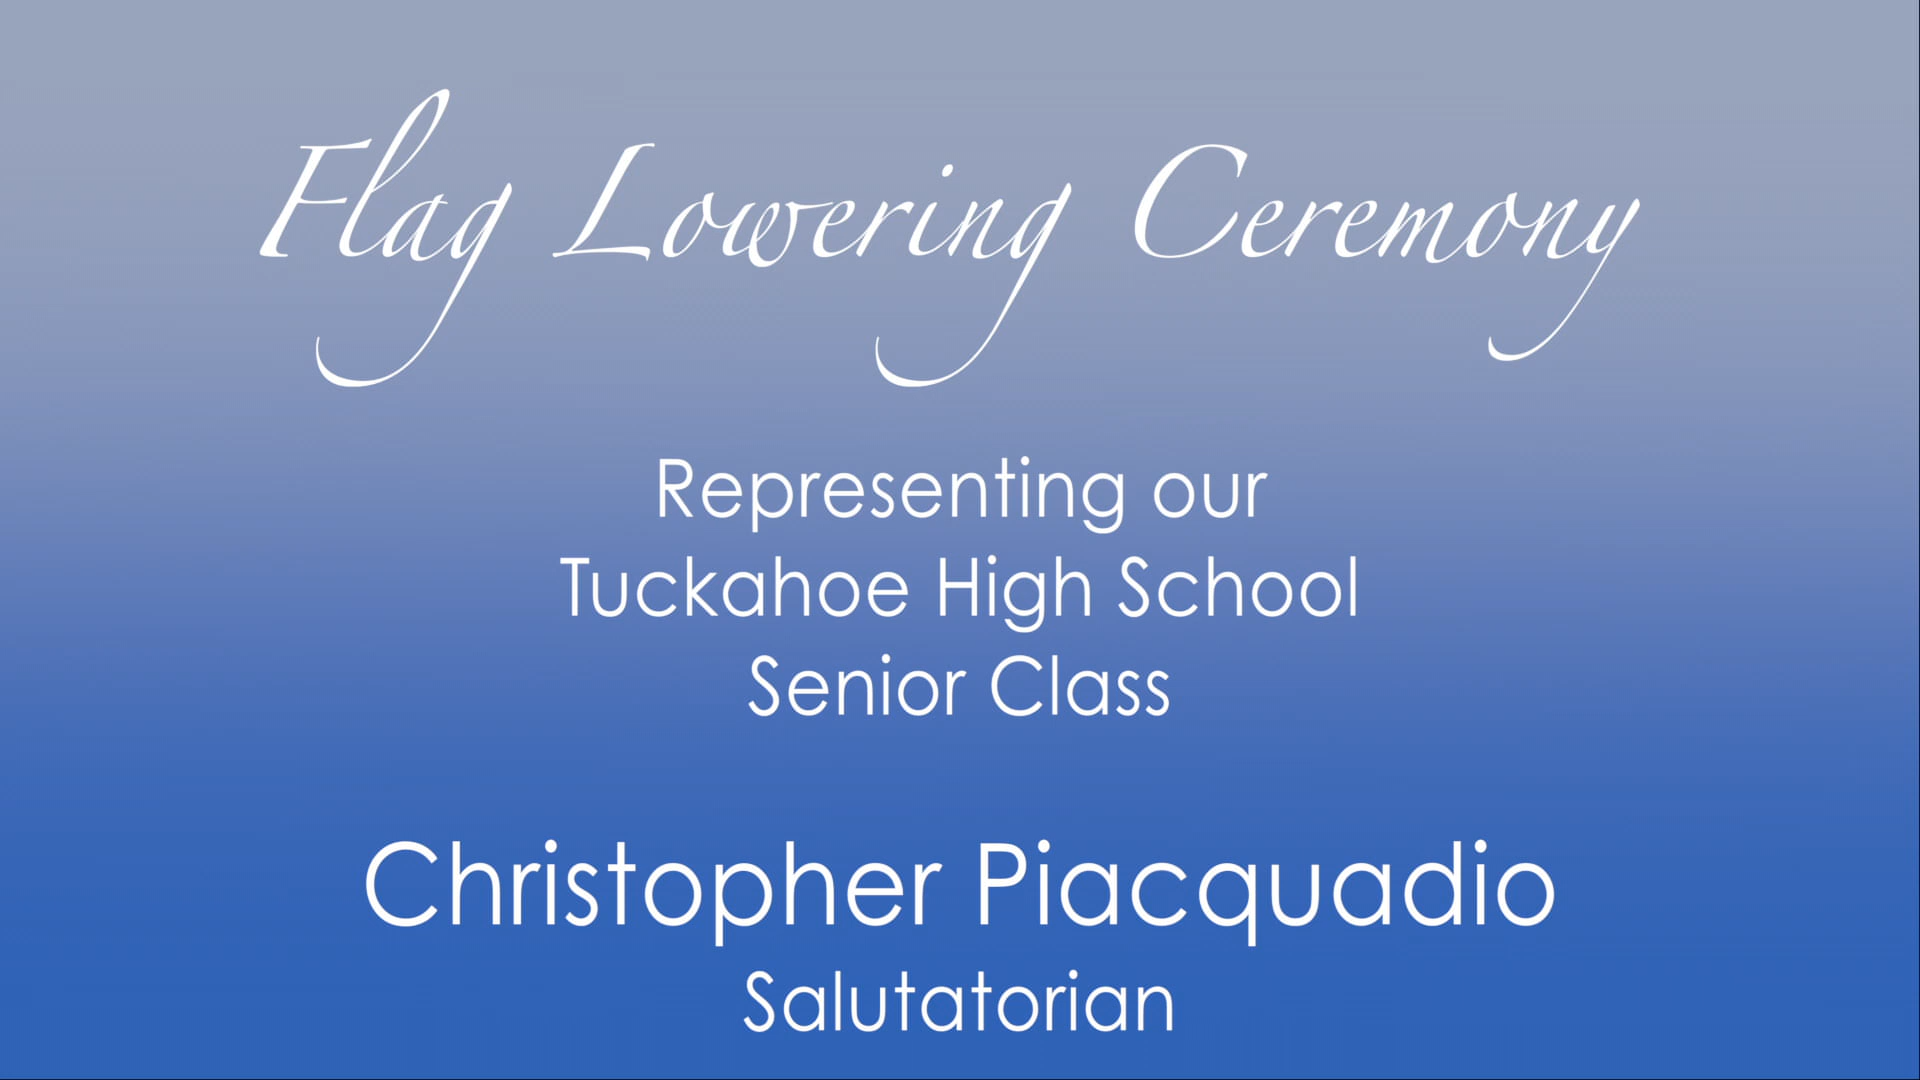 Flag Lowering Ceremony
Representing our
Tuckahoe High School
Senior Class
Christopher Piacquadio
Salutatorian